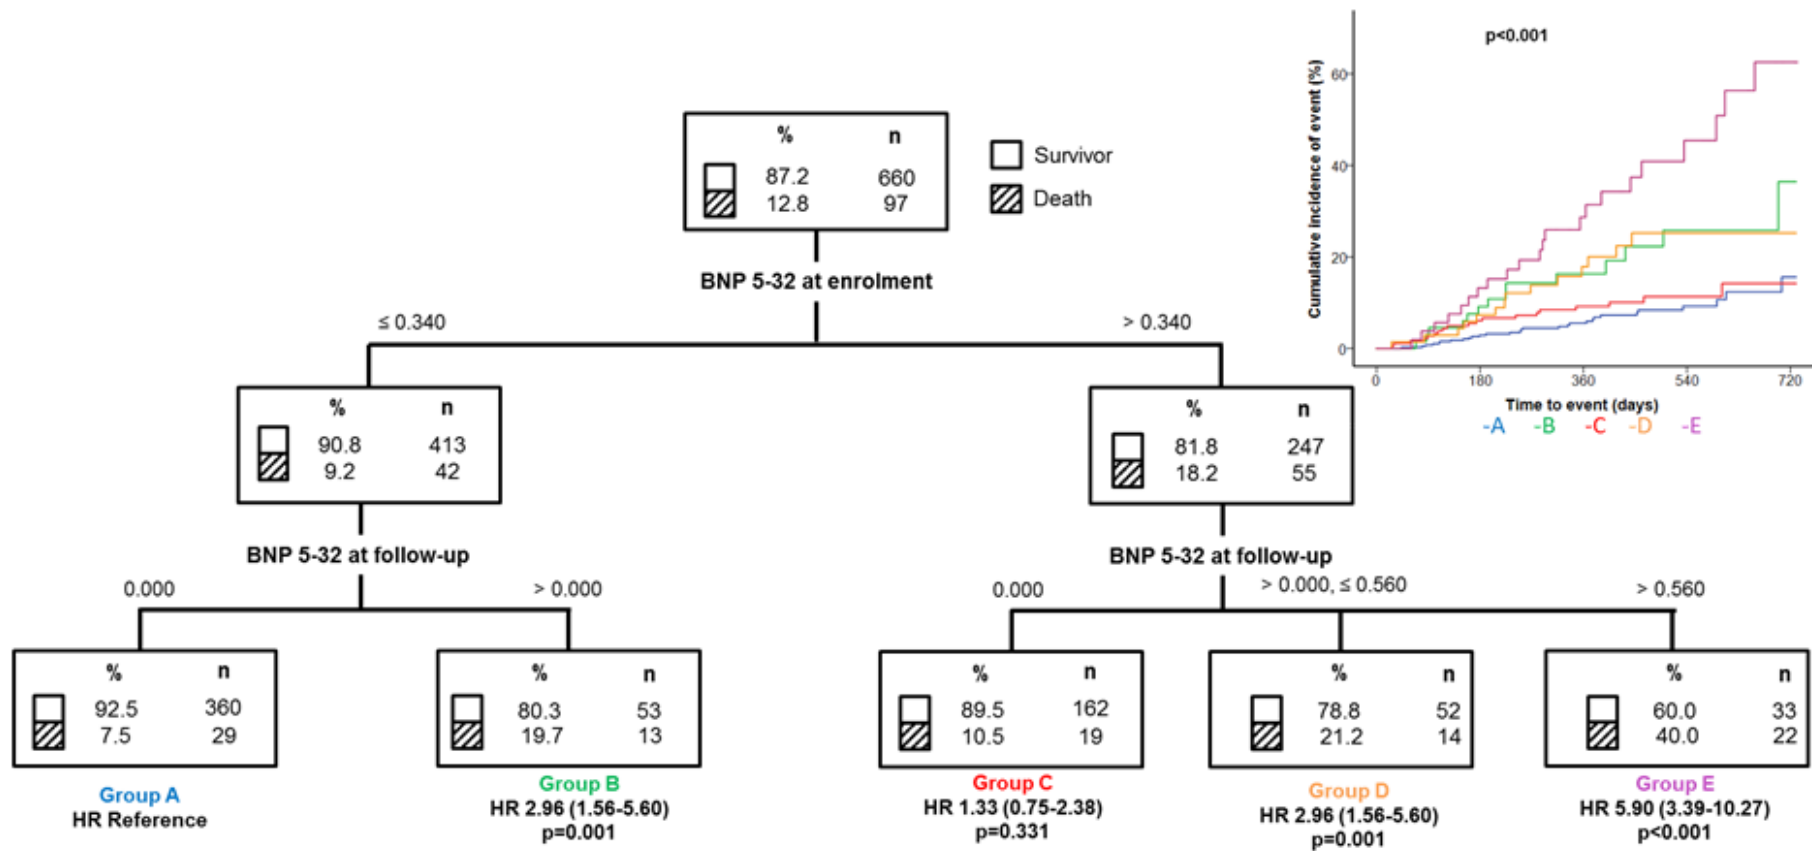 % n
87.2 660
12.8 97
Survivor
Death
BNP 5-32 at enrolment
≤ 0.340
> 0.340
% n
90.8 413
9.2 42
% n
81.8 247
18.2 55
BNP 5-32 at follow-up
0.000
> 0.000
BNP 5-32 at follow-up
0.000
> 0.000, ≤ 0.560
> 0.560
% n
92.5 360
7.5 29
Group A
HR Reference
% n
80.3 53
19.7 13
Group B
HR 2.96 (1.56-5.60)
p=0.001
% n
89.5 162
10.5 19
Group C
HR 1.33 (0.75-2.38)
p=0.331
% n
78.8 52
21.2 14
Group D
HR 2.96 (1.56-5.60)
p=0.001
% n
60.0 33
40.0 22
Group E
HR 5.90 (3.39-10.27)
p<0.001
p<0.001
Cumulative incidence of event (%)
60
40
20
0
0 180 360 540 720
Time to event (days)
-A -B -C -D -E